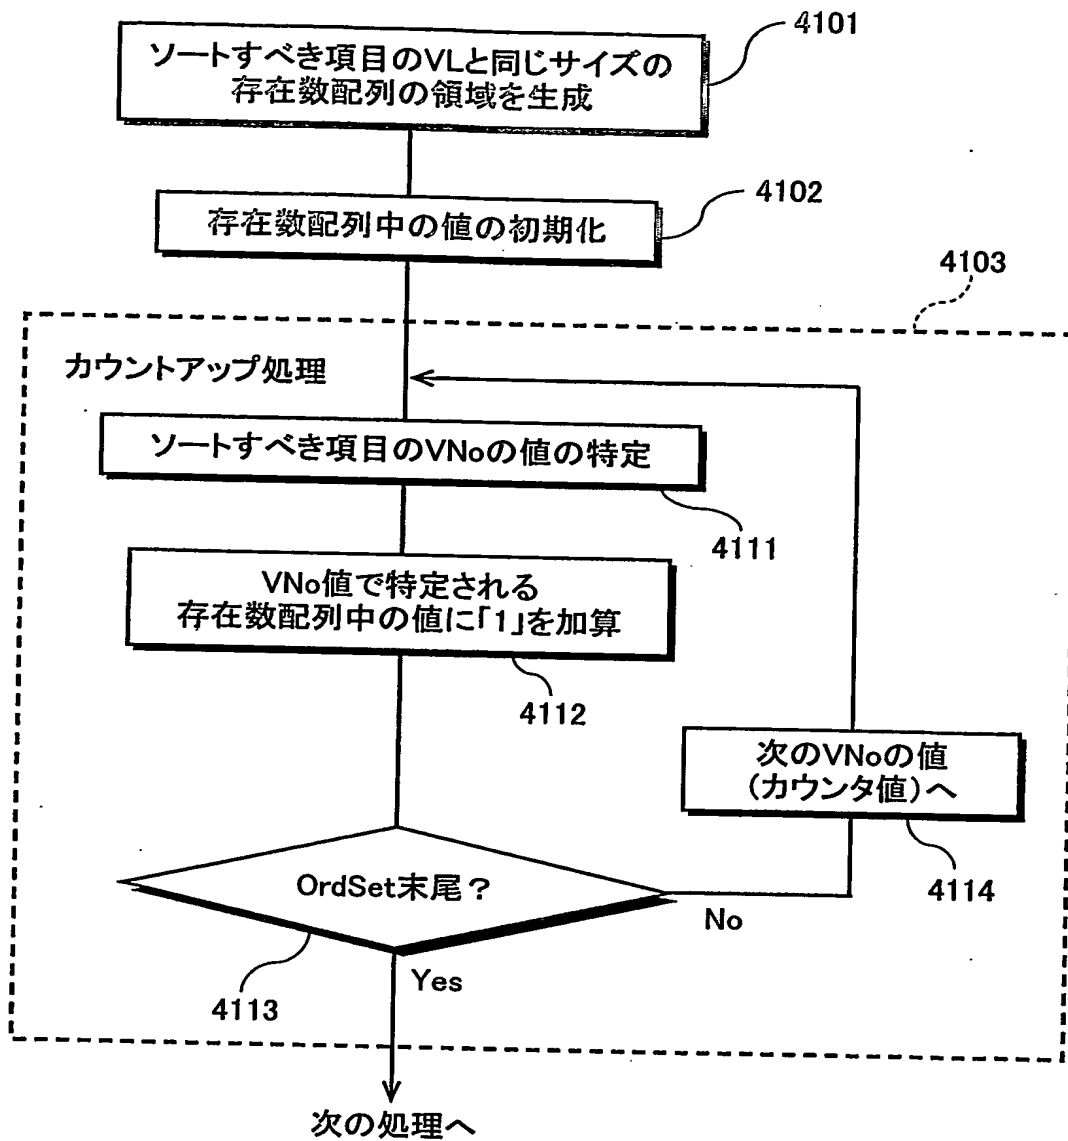 4101
ソートすべき項目のVLと同じサイズの
存在数配列の領域を生成
4102
存在数配列中の値の初期化
4103
カウントアップ処理
ソートすべき項目のVNoの値の特定
4111
VNo値で特定される
存在数配列中の値に「1」を加算
4112
次のVNoの値
(カウンタ値)へ
4114
OrdSet末尾?
No
Yes
4113
次の処理へ